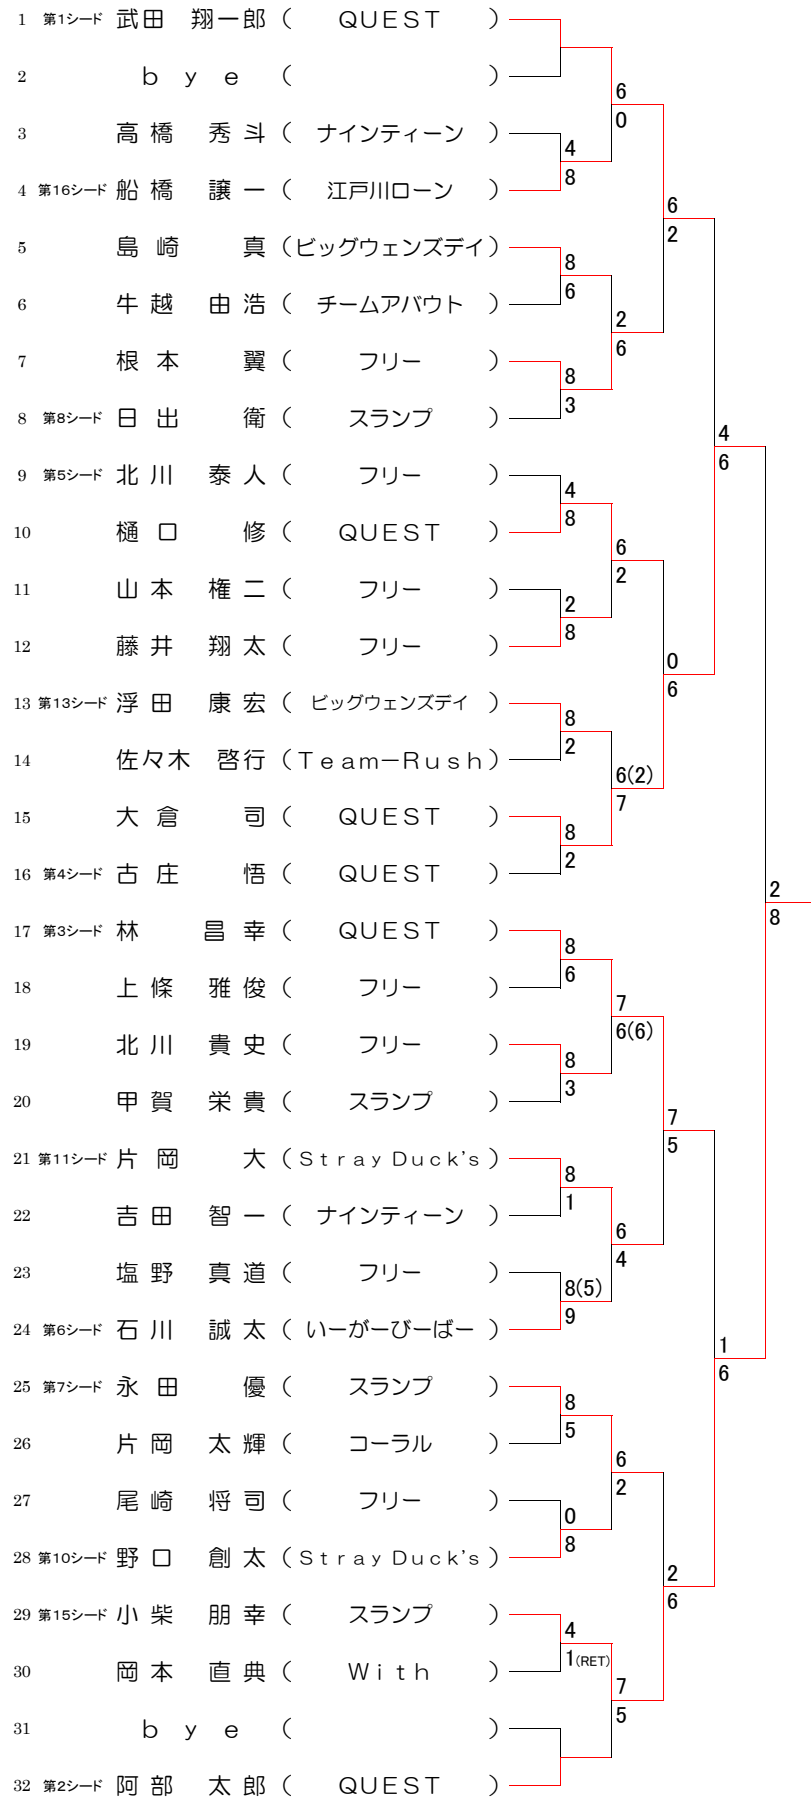 1 第1シード 武田 翔一郎 ( QUEST )
2 bye ( )
6
0
3 高橋 秀斗 ( ナインティーン )
4
8
4 第16シード 船橋 譲一 ( 江戸川ローン )
6
2
5 島崎 真 (ビッグウェンズデイ)
8
6
6 牛越 由浩 ( チームアバウト )
2
6
7 根本 翼 ( フリー )
8
3
8 第8シード 日出 衛 ( スランプ )
4
6
9 第5シード 北川 泰人 ( フリー )
4
8
10 樋口 修 ( QUEST )
6
2
11 山本 権二 ( フリー )
2
8
12 藤井 翔太 ( フリー )
0
6
13 第13シード 浮田 康宏 ( ビッグウェンズデイ )
8
2
14 佐々木 啓行 (Team-Rush)
6(2)
7
15 大倉 司 ( QUEST )
8
2
16 第4シード 古庄 悟 ( QUEST )
2
8
17 第3シード 林 昌幸 ( QUEST )
8
6
18 上條 雅俊 ( フリー )
7
6(6)
19 北川 貴史 ( フリー )
8
3
20 甲賀 栄貴 ( スランプ )
7
5
21 第11シード 片岡 大 (Stray Duck's)
8
1
22 吉田 智一 ( ナインティーン )
6
4
23 塩野 真道 ( フリー )
8(5)
9
24 第6シード 石川 誠太 ( いーがーびーばー )
1
6
25 第7シード 永田 優 ( スランプ )
8
5
26 片岡 太輝 ( コーラル )
6
2
27 尾崎 将司 ( フリー )
0
8
28 第10シード 野口 創太 (Stray Duck's)
2
6
29 第15シード 小柴 朋幸 ( スランプ )
4
1(RET)
30 岡本 直典 ( With )
7
5
31 bye ( )
32 第2シード 阿部 太郎 ( QUEST )